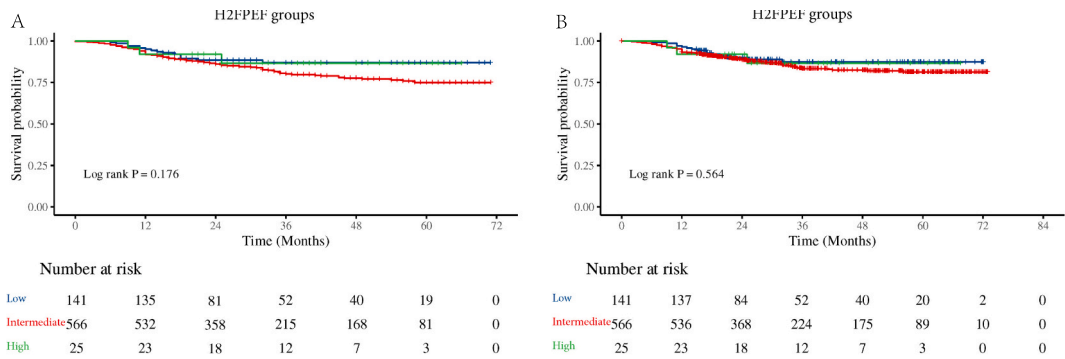 A
H2FPEF groups
Survival probability
1.00
0.75
0.50
0.25
0.00
Log rank P = 0.176
0 12 24 36 48 60 72
Time (Months)
Number at risk
Low 141 135 81 52 40 19 0
Intermediate 566 532 358 215 168 81 0
High 25 23 18 12 7 3 0
B
H2FPEF groups
Survival probability
1.00
0.75
0.50
0.25
0.00
Log rank P = 0.564
0 12 24 36 48 60 72 84
Time (Months)
Number at risk
Low 141 137 84 52 40 20 2 0
Intermediate 566 536 368 224 175 89 10 0
High 25 23 18 12 7 3 0 0